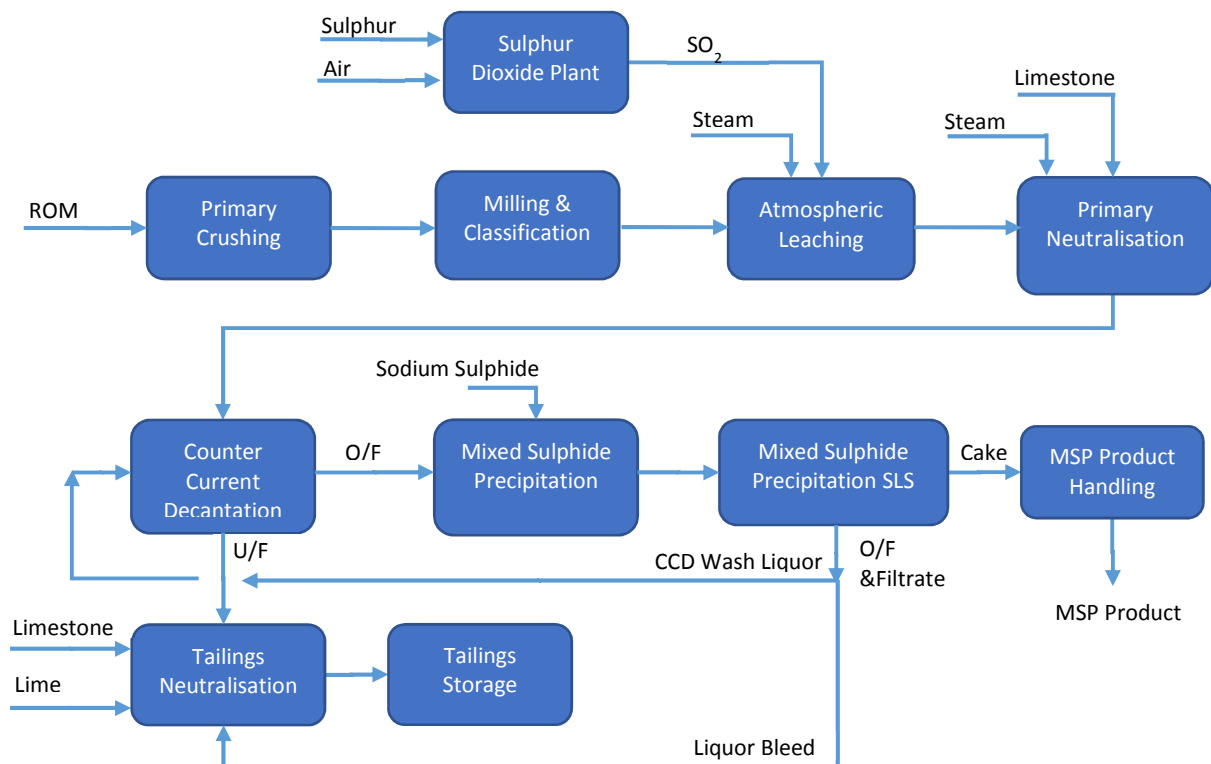 Sulphur
Air
Sulphur
Dioxide Plant
SO2
Limestone
Steam
Steam
ROM
Primary
Crushing
Milling &
Classification
Atmospheric
Leaching
Primary
Neutralisation
Sodium Sulphide
Counter
Current
Decantation
O/F
Mixed Sulphide
Precipitation
Mixed Sulphide
Precipitation SLS
Cake
MSP Product
Handling
U/F
CCD Wash Liquor
O/F
&Filtrate
MSP Product
Limestone
Lime
Tailings
Neutralisation
Tailings
Storage
Liquor Bleed